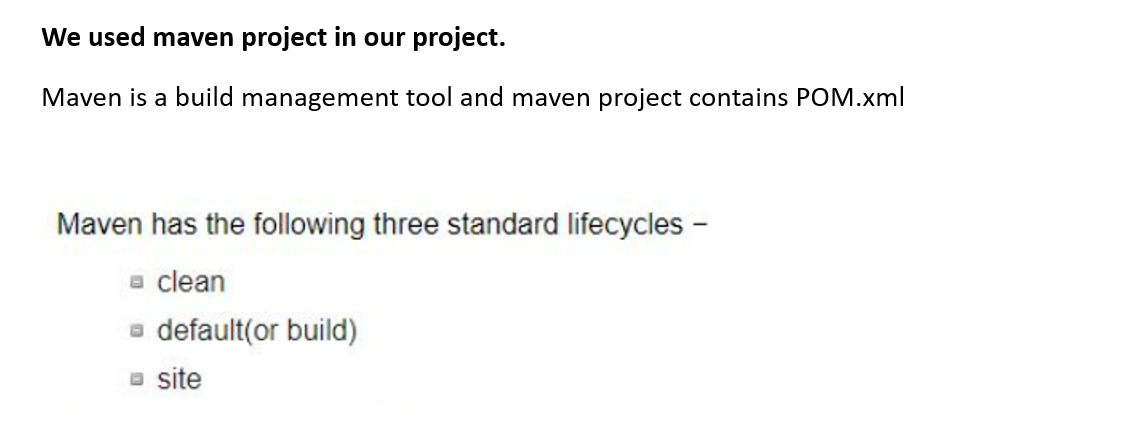 We used maven project in our project.
Maven is a build management tool and maven project contains POM.xml
Maven has the following three standard lifecycles –
clean
default(or build)
site